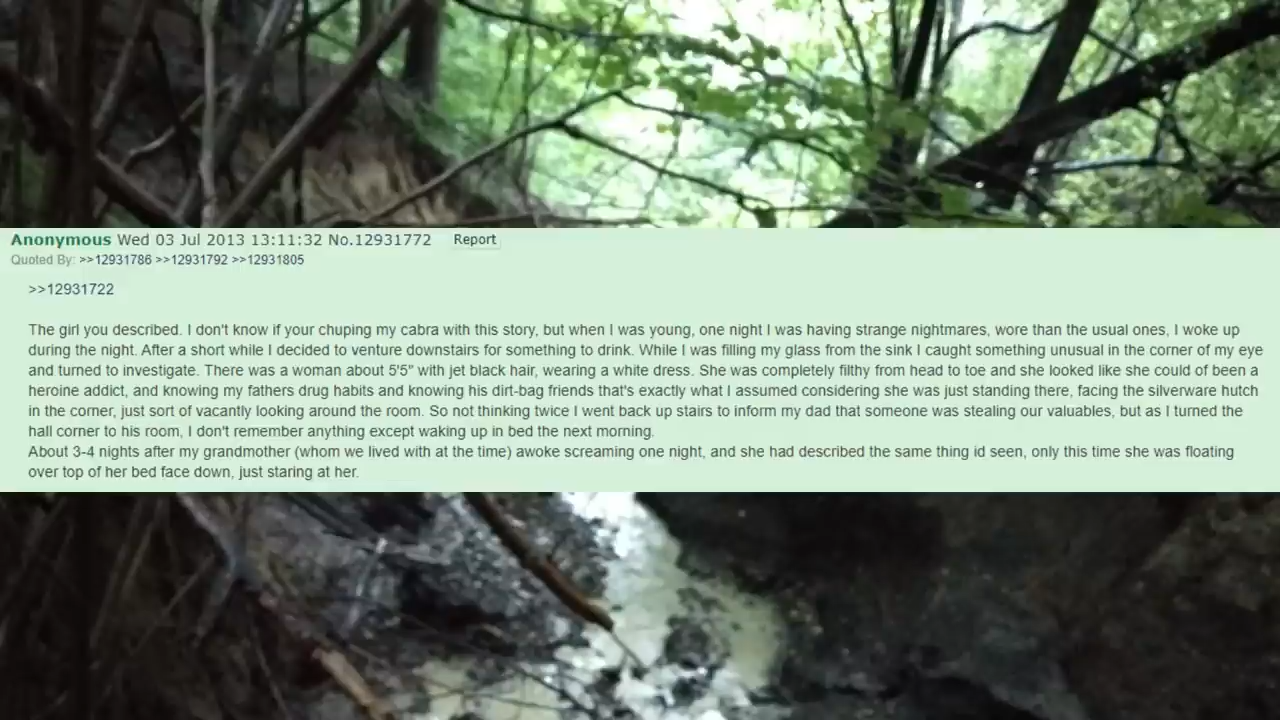 Anonymous Wed 03 Jul 2013 13:11:32 No.12931772 Report
Quoted By: >>12931786 >>12931792 >>12931805
>>12931722
The girl you described. I don't know if your chuping my cabra with this story, but when I was young, one night I was having strange nightmares, wore than the usual ones, I woke up
during the night. After a short while I decided to venture downstairs for something to drink. While I was filling my glass from the sink I caught something unusual in the corner of my eye
and turned to investigate. There was a woman about 5'5" with jet black hair, wearing a white dress. She was completely filthy from head to toe and she looked like she could of been a
heroine addict, and knowing my fathers drug habits and knowing his dirt-bag friends that's exactly what I assumed considering she was just standing there, facing the silverware hutch
in the corner, just sort of vacantly looking around the room. So not thinking twice I went back up stairs to inform my dad that someone was stealing our valuables, but as I turned the
hall corner to his room, I don't remember anything except waking up in bed the next morning.
About 3-4 nights after my grandmother (whom we lived with at the time) awoke screaming one night, and she had described the same thing id seen, only this time she was floating
over top of her bed face down, just staring at her.